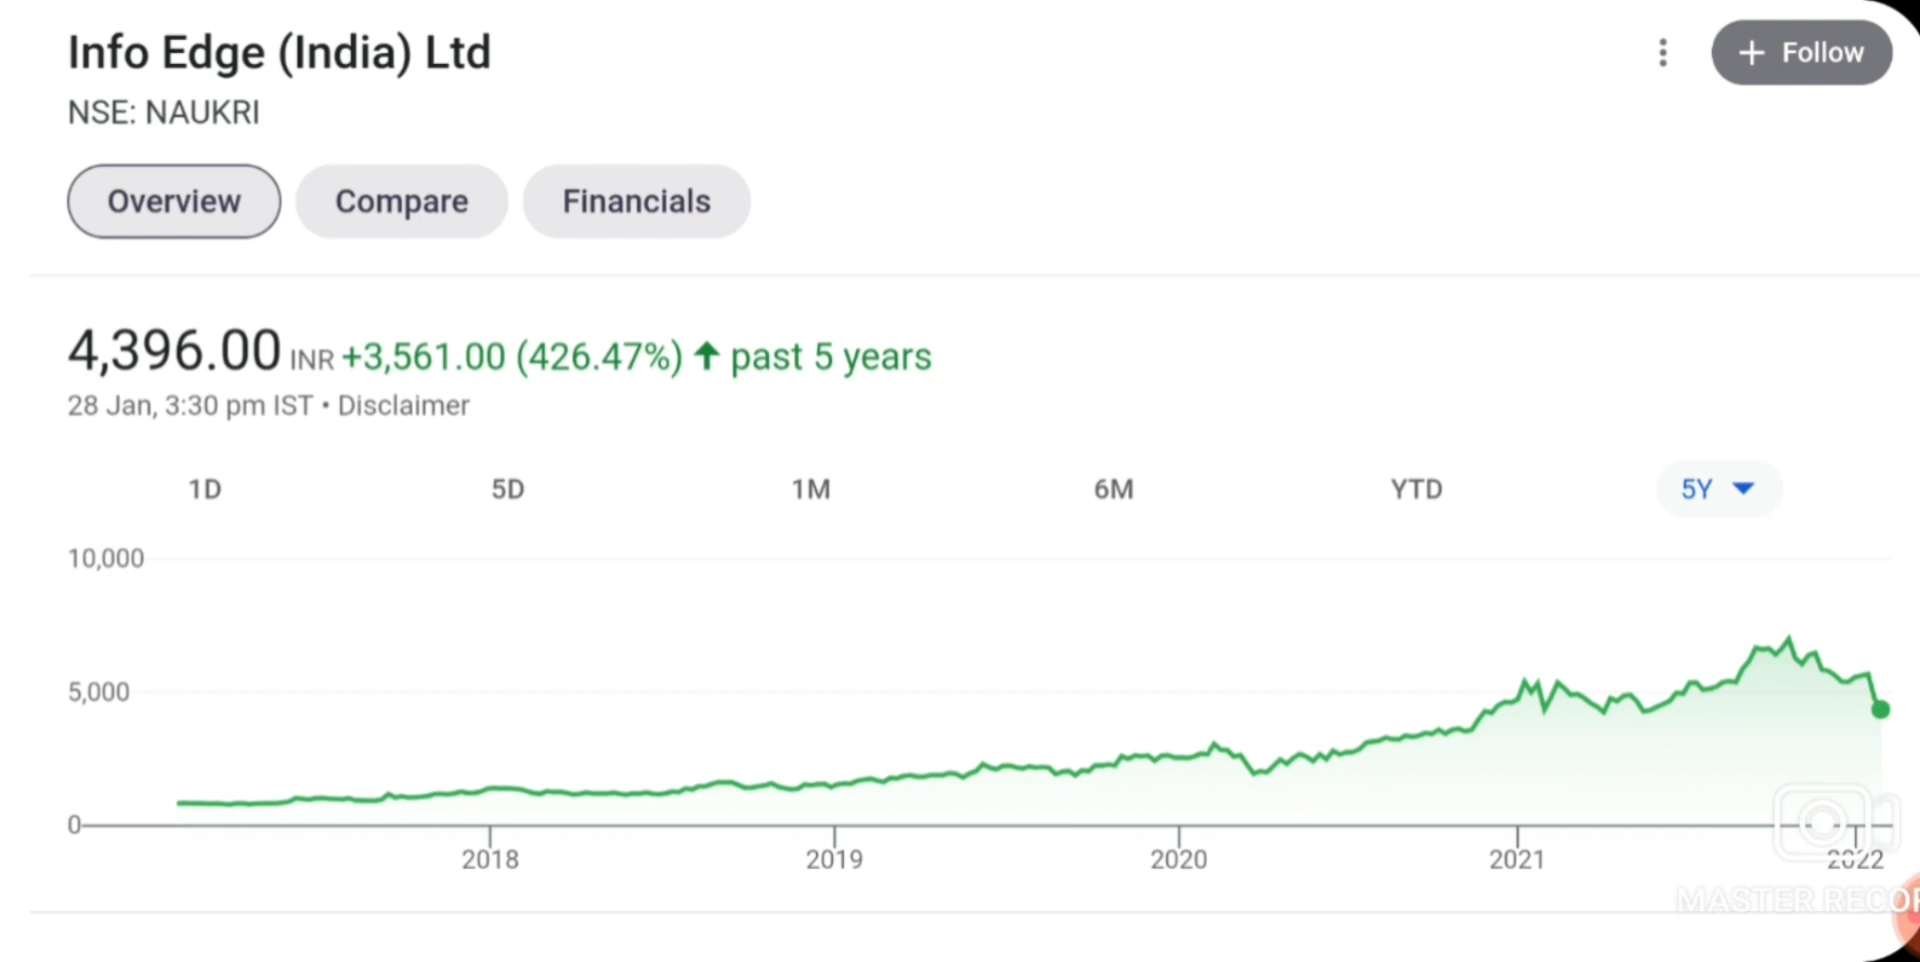 Info Edge (India) Ltd
+ Follow
NSE: NAUKRI
Overview Compare Financials
4,396.00 INR +3,561.00 (426.47%) ↑ past 5 years
28 Jan, 3:30 pm IST • Disclaimer
1D 5D 1M 6M YTD 5Y
10,000
5,000
0
2018 2019 2020 2021 2022
MASTER RECOR